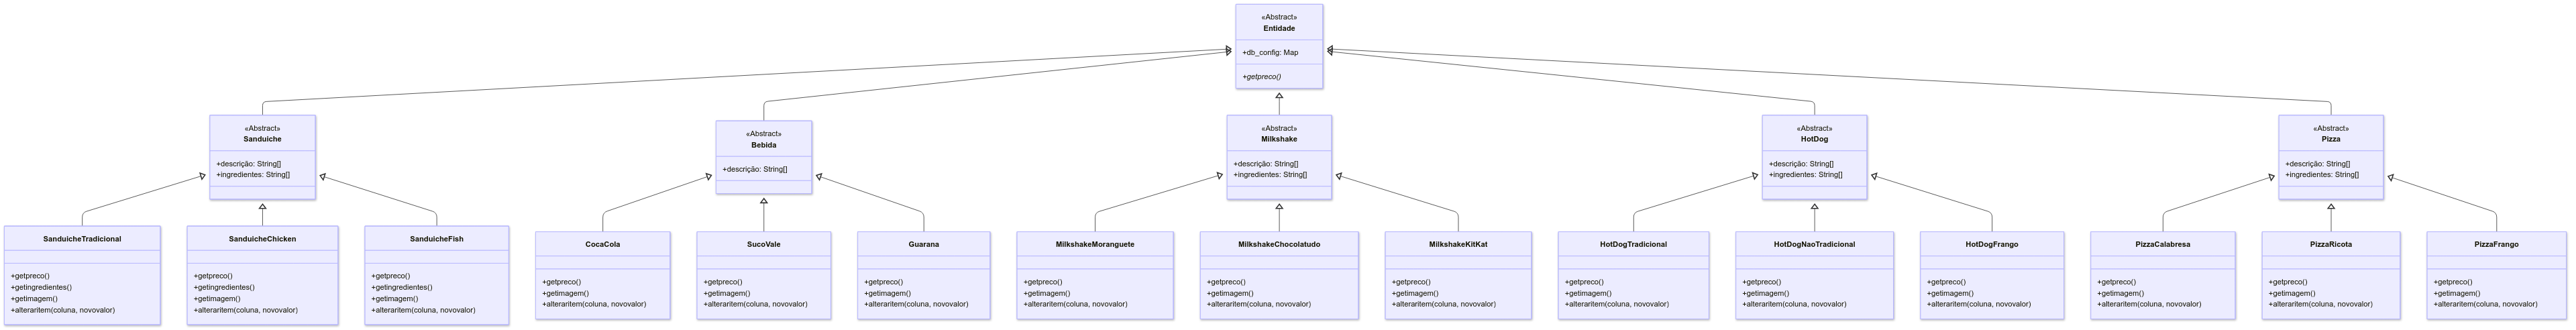 «Abstract»
Entidade
+db_config: Map
+getpreco()
«Abstract»
Sanduiche
+descrição: String[]
+ingredientes: String[]
«Abstract»
Bebida
+descrição: String[]
«Abstract»
Milkshake
+descrição: String[]
+ingredientes: String[]
«Abstract»
HotDog
+descrição: String[]
+ingredientes: String[]
«Abstract»
Pizza
+descrição: String[]
+ingredientes: String[]
SanduicheTradicional
+getpreco()
+getingredientes()
+getimagem()
+alteraritem(coluna, novovalor)
SanduicheChicken
+getpreco()
+getingredientes()
+getimagem()
+alteraritem(coluna, novovalor)
SanduicheFish
+getpreco()
+getingredientes()
+getimagem()
+alteraritem(coluna, novovalor)
CocaCola
+getpreco()
+getimagem()
+alteraritem(coluna, novovalor)
SucoVale
+getpreco()
+getimagem()
+alteraritem(coluna, novovalor)
Guarana
+getpreco()
+getimagem()
+alteraritem(coluna, novovalor)
MilkshakeMoranguete
+getpreco()
+getimagem()
+alteraritem(coluna, novovalor)
MilkshakeChocolatudo
+getpreco()
+getimagem()
+alteraritem(coluna, novovalor)
MilkshakeKitKat
+getpreco()
+getimagem()
+alteraritem(coluna, novovalor)
HotDogTradicional
+getpreco()
+getimagem()
+alteraritem(coluna, novovalor)
HotDogNaoTradicional
+getpreco()
+getimagem()
+alteraritem(coluna, novovalor)
HotDogFrango
+getpreco()
+getimagem()
+alteraritem(coluna, novovalor)
PizzaCalabresa
+getpreco()
+getimagem()
+alteraritem(coluna, novovalor)
PizzaRicota
+getpreco()
+getimagem()
+alteraritem(coluna, novovalor)
PizzaFrango
+getpreco()
+getimagem()
+alteraritem(coluna, novovalor)